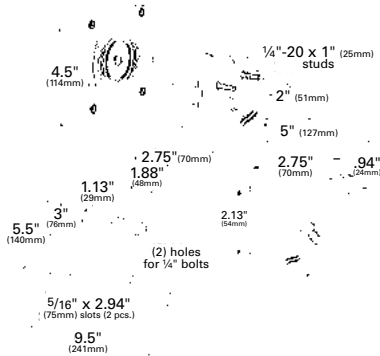 ¼"-20 x 1" (25mm)
studs
4.5"
(114mm)
2" (51mm)
5" (127mm)
2.75" (70mm)
2.75"
(70mm)
.94"
(24mm)
1.88"
(48mm)
1.13"
(29mm)
3"
(76mm)
2.13"
(54mm)
5.5"
(140mm)
(2) holes
for ¼" bolts
5/16" x 2.94"
(75mm) slots (2 pcs.)
9.5"
(241mm)